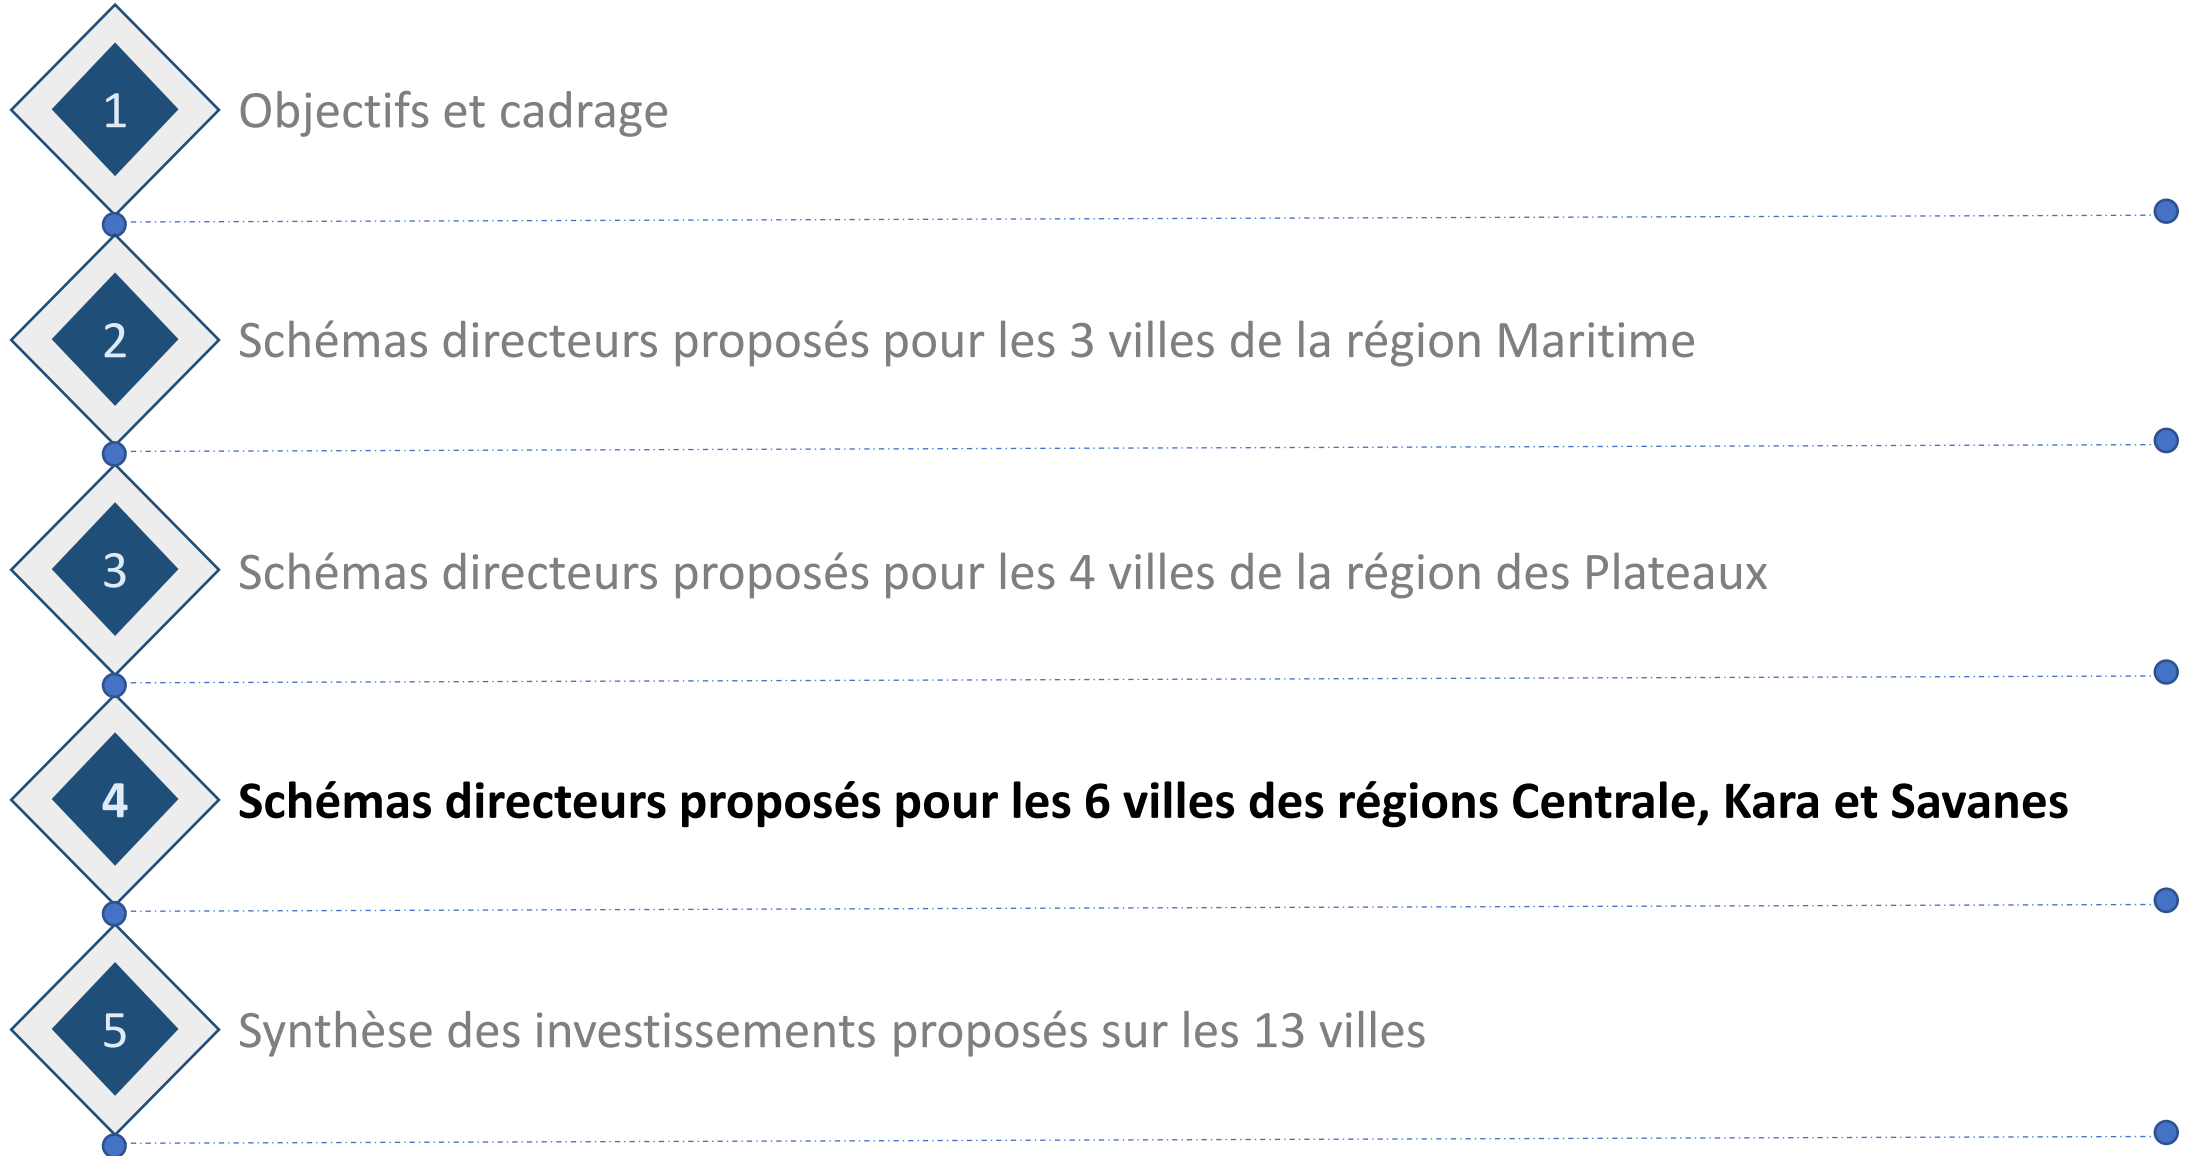 1 Objectifs et cadrage
2 Schémas directeurs proposés pour les 3 villes de la région Maritime
3 Schémas directeurs proposés pour les 4 villes de la région des Plateaux
4 Schémas directeurs proposés pour les 6 villes des régions Centrale, Kara et Savanes
5 Synthèse des investissements proposés sur les 13 villes